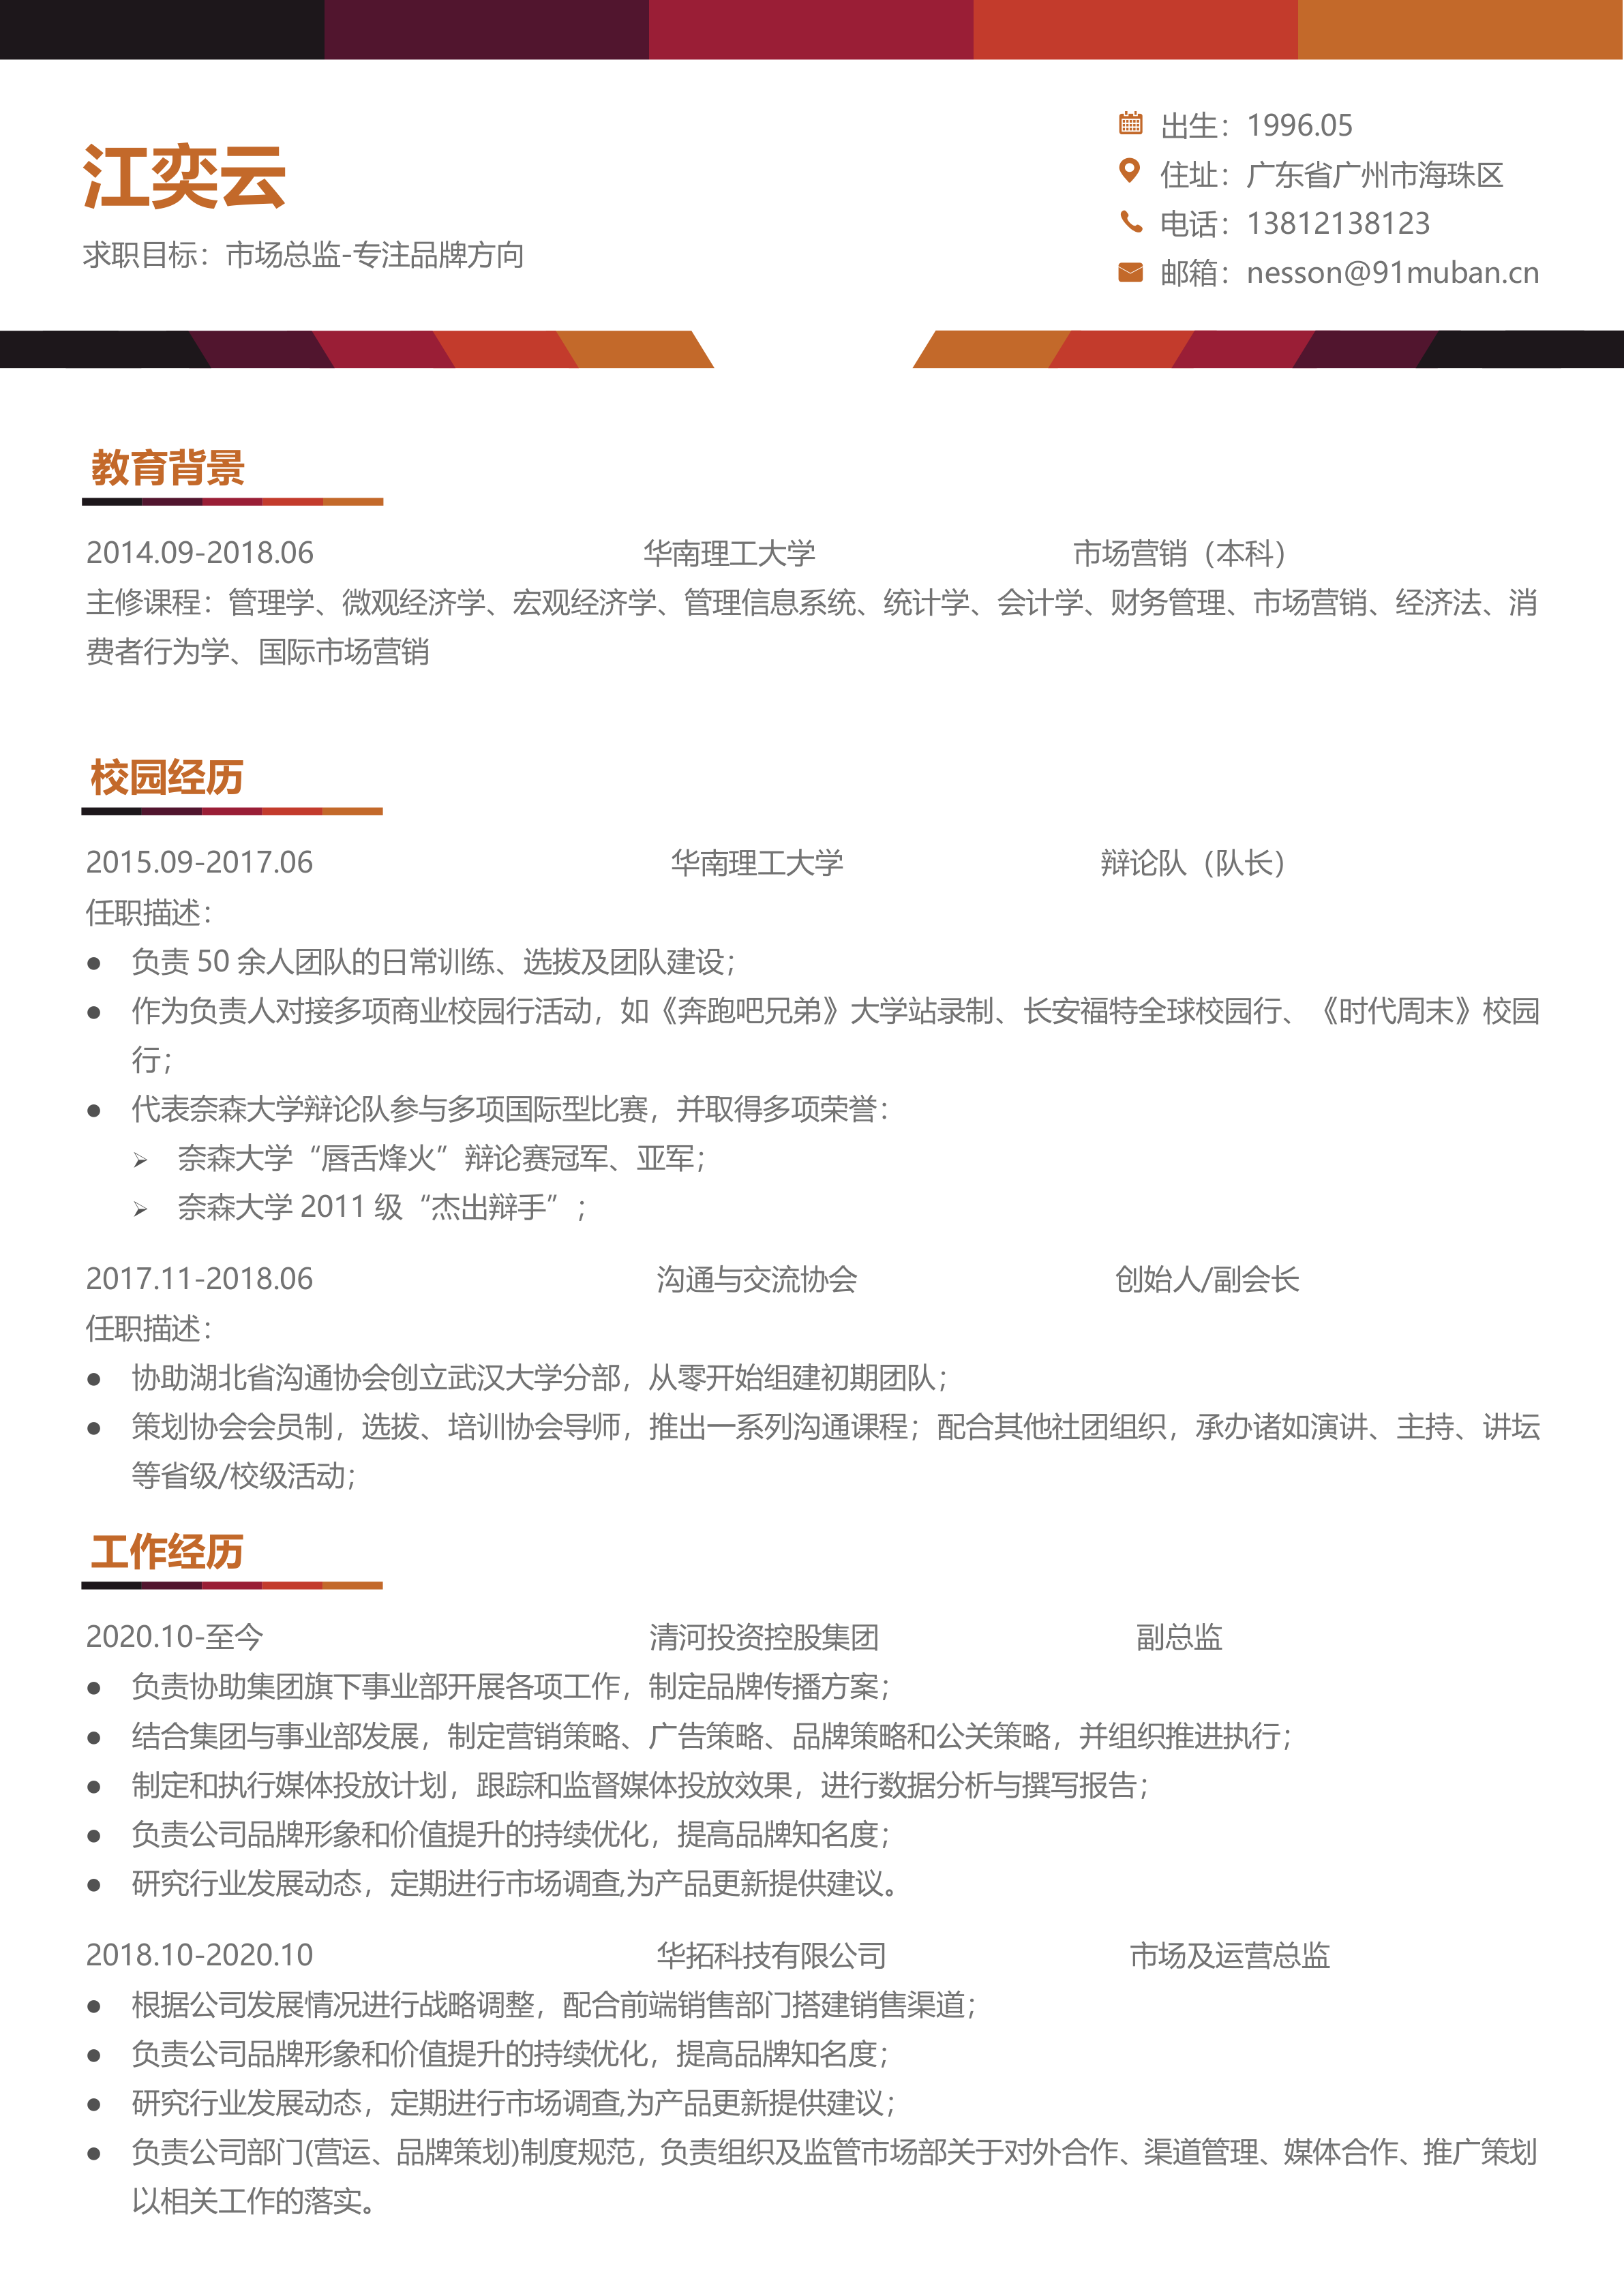 江奕云
求职目标：市场总监-专注品牌方向
出生：1996.05
住址：广东省广州市海珠区
电话：13812138123
邮箱：nesson@91muban.cn
教育背景
2014.09-2018.06 华南理工大学 市场营销（本科）
主修课程：管理学、微观经济学、宏观经济学、管理信息系统、统计学、会计学、财务管理、市场营销、经济法、消
费者行为学、国际市场营销
校园经历
2015.09-2017.06 华南理工大学 辩论队（队长）
任职描述：
● 负责 50 余人团队的日常训练、选拔及团队建设；
● 作为负责人对接多项商业校园行活动，如《奔跑吧兄弟》大学站录制、长安福特全球校园行、《时代周末》校园
行；
● 代表奈森大学辩论队参与多项国际型比赛，并取得多项荣誉：
➢ 奈森大学“唇舌烽火”辩论赛冠军、亚军；
➢ 奈森大学 2011 级“杰出辩手”；
2017.11-2018.06 沟通与交流协会 创始人/副会长
任职描述：
● 协助湖北省沟通协会创立武汉大学分部，从零开始组建初期团队；
● 策划协会会员制，选拔、培训协会导师，推出一系列沟通课程；配合其他社团组织，承办诸如演讲、主持、讲坛
等省级/校级活动；
工作经历
2020.10-至今 清河投资控股集团 副总监
● 负责协助集团旗下事业部开展各项工作，制定品牌传播方案；
● 结合集团与事业部发展，制定营销策略、广告策略、品牌策略和公关策略，并组织推进执行；
● 制定和执行媒体投放计划，跟踪和监督媒体投放效果，进行数据分析与撰写报告；
● 负责公司品牌形象和价值提升的持续优化，提高品牌知名度；
● 研究行业发展动态，定期进行市场调查,为产品更新提供建议。
2018.10-2020.10 华拓科技有限公司 市场及运营总监
● 根据公司发展情况进行战略调整，配合前端销售部门搭建销售渠道；
● 负责公司品牌形象和价值提升的持续优化，提高品牌知名度；
● 研究行业发展动态，定期进行市场调查,为产品更新提供建议；
● 负责公司部门(营运、品牌策划)制度规范，负责组织及监管市场部关于对外合作、渠道管理、媒体合作、推广策划
以相关工作的落实。